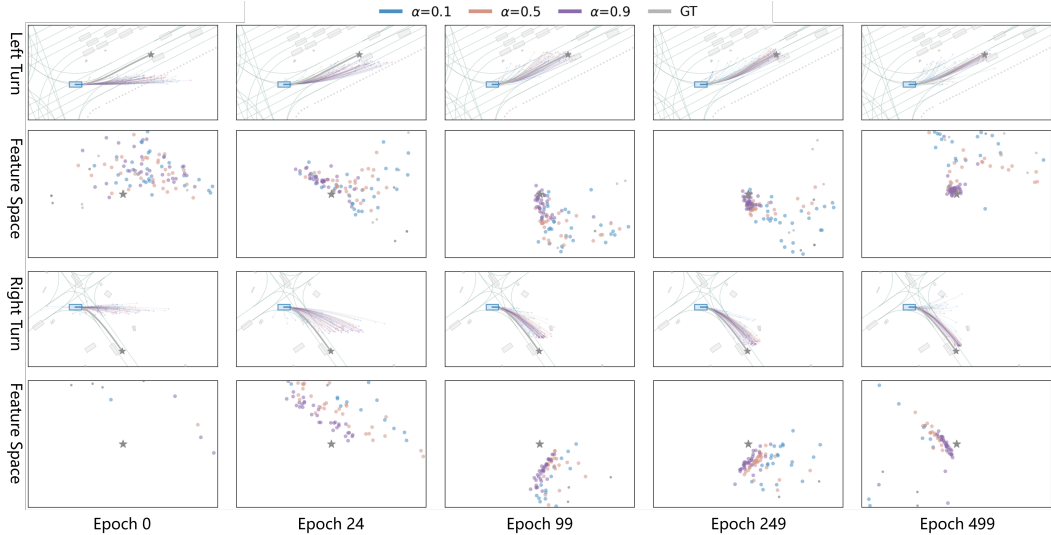 α=0.1 α=0.5 α=0.9 GT
Left Turn
Feature Space
Right Turn
Feature Space
Epoch 0 Epoch 24 Epoch 99 Epoch 249 Epoch 499